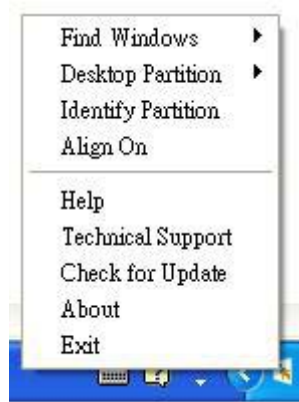 Find Windows
Desktop Partition
Identify Partition
Align On
Help
Technical Support
Check for Update
About
Exit